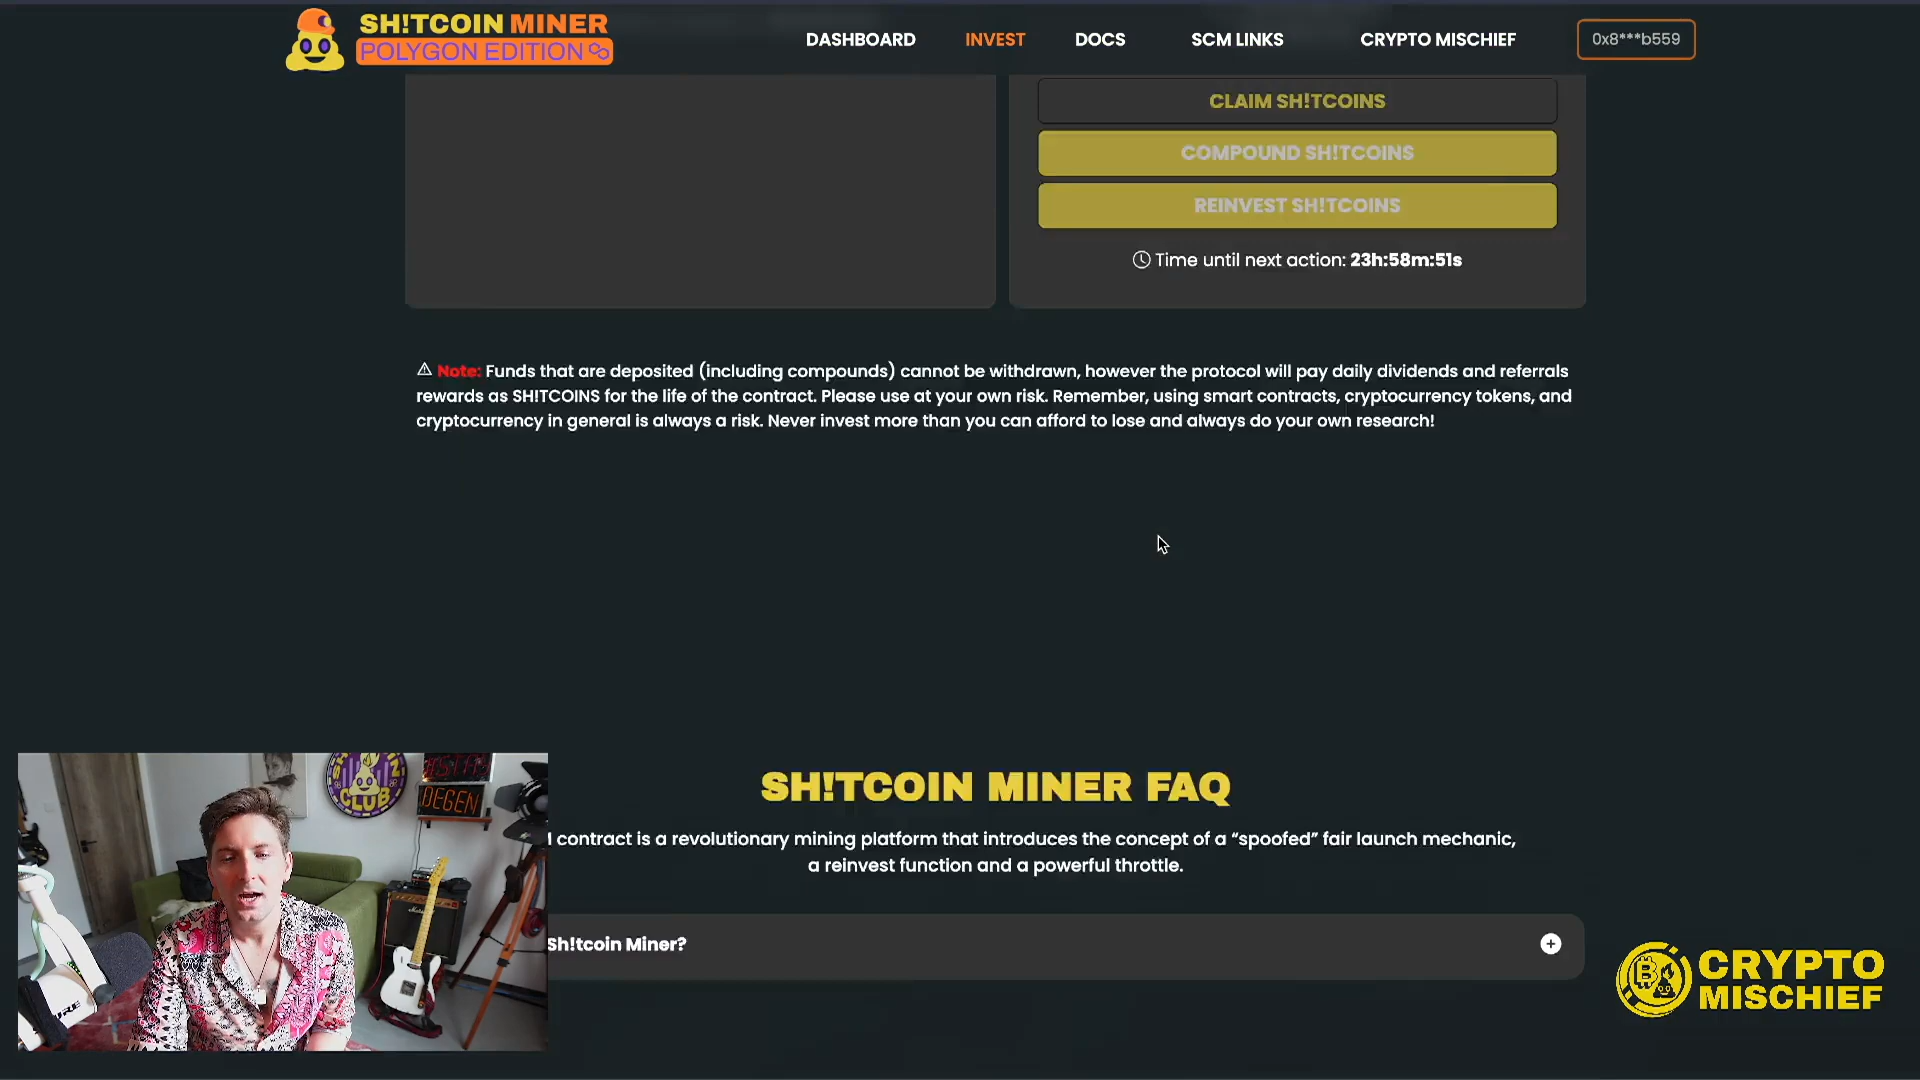 SH!TCOIN MINER
POLYGON EDITION
DASHBOARD
INVEST
DOCS
SCM LINKS
CRYPTO MISCHIEF
0x8***b559
CLAIM SH!TCOINS
COMPOUND SH!TCOINS
REINVEST SH!TCOINS
Time until next action: 23h:58m:51s
Note: Funds that are deposited (including compounds) cannot be withdrawn, however the protocol will pay daily dividends and referrals
rewards as SH!TCOINS for the life of the contract. Please use at your own risk. Remember, using smart contracts, cryptocurrency tokens, and
cryptocurrency in general is always a risk. Never invest more than you can afford to lose and always do your own research!
SH!TCOIN MINER FAQ
contract is a revolutionary mining platform that introduces the concept of a “spoofed” fair launch mechanic,
a reinvest function and a powerful throttle.
Sh!tcoin Miner?
CLUB
DEGEN
CRYPTO
MISCHIEF